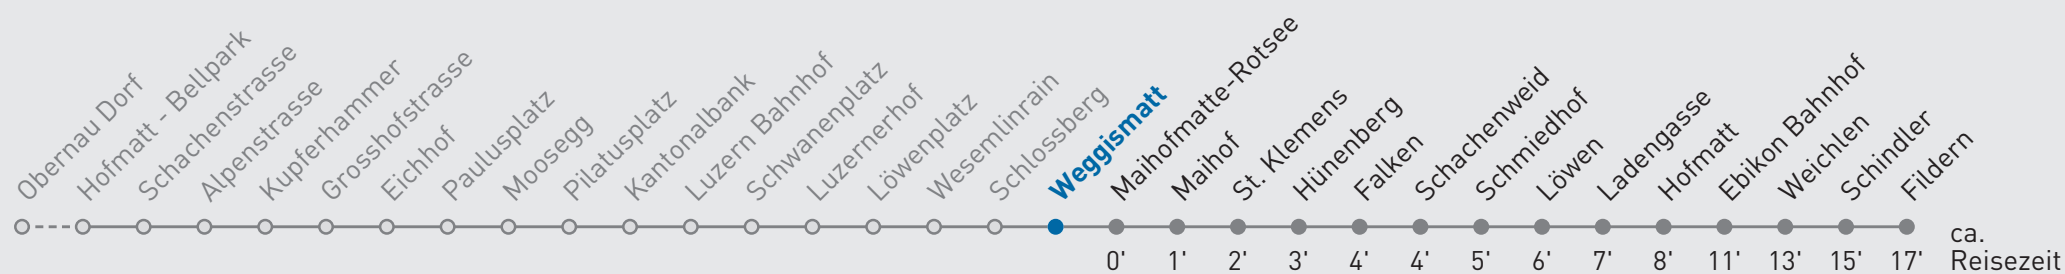 Obernau Dorf
Hofmatt - Bellpark
Schachenstrasse
Alpenstrasse
Kupferhammer
Grosshofstrasse
Eichhof
Paulusplatz
Moosegg
Pilatusplatz
Kantonalbank
Luzern Bahnhof
Schwanenplatz
Luzernerhof
Löwenplatz
Wesemlinrain
Schlossberg
Weggismatt
Maihofmatte-Rotsee
Maihof
St. Klemens
Hünenberg
Falken
Schachenweid
Schmiedhof
Löwen
Ladengasse
Hofmatt
Ebikon Bahnhof
Weichlen
Schindler
Fildern
0' 1' 2' 3' 4' 4' 5' 6' 7' 8' 11' 13' 15' 17'
ca.
Reisezeit